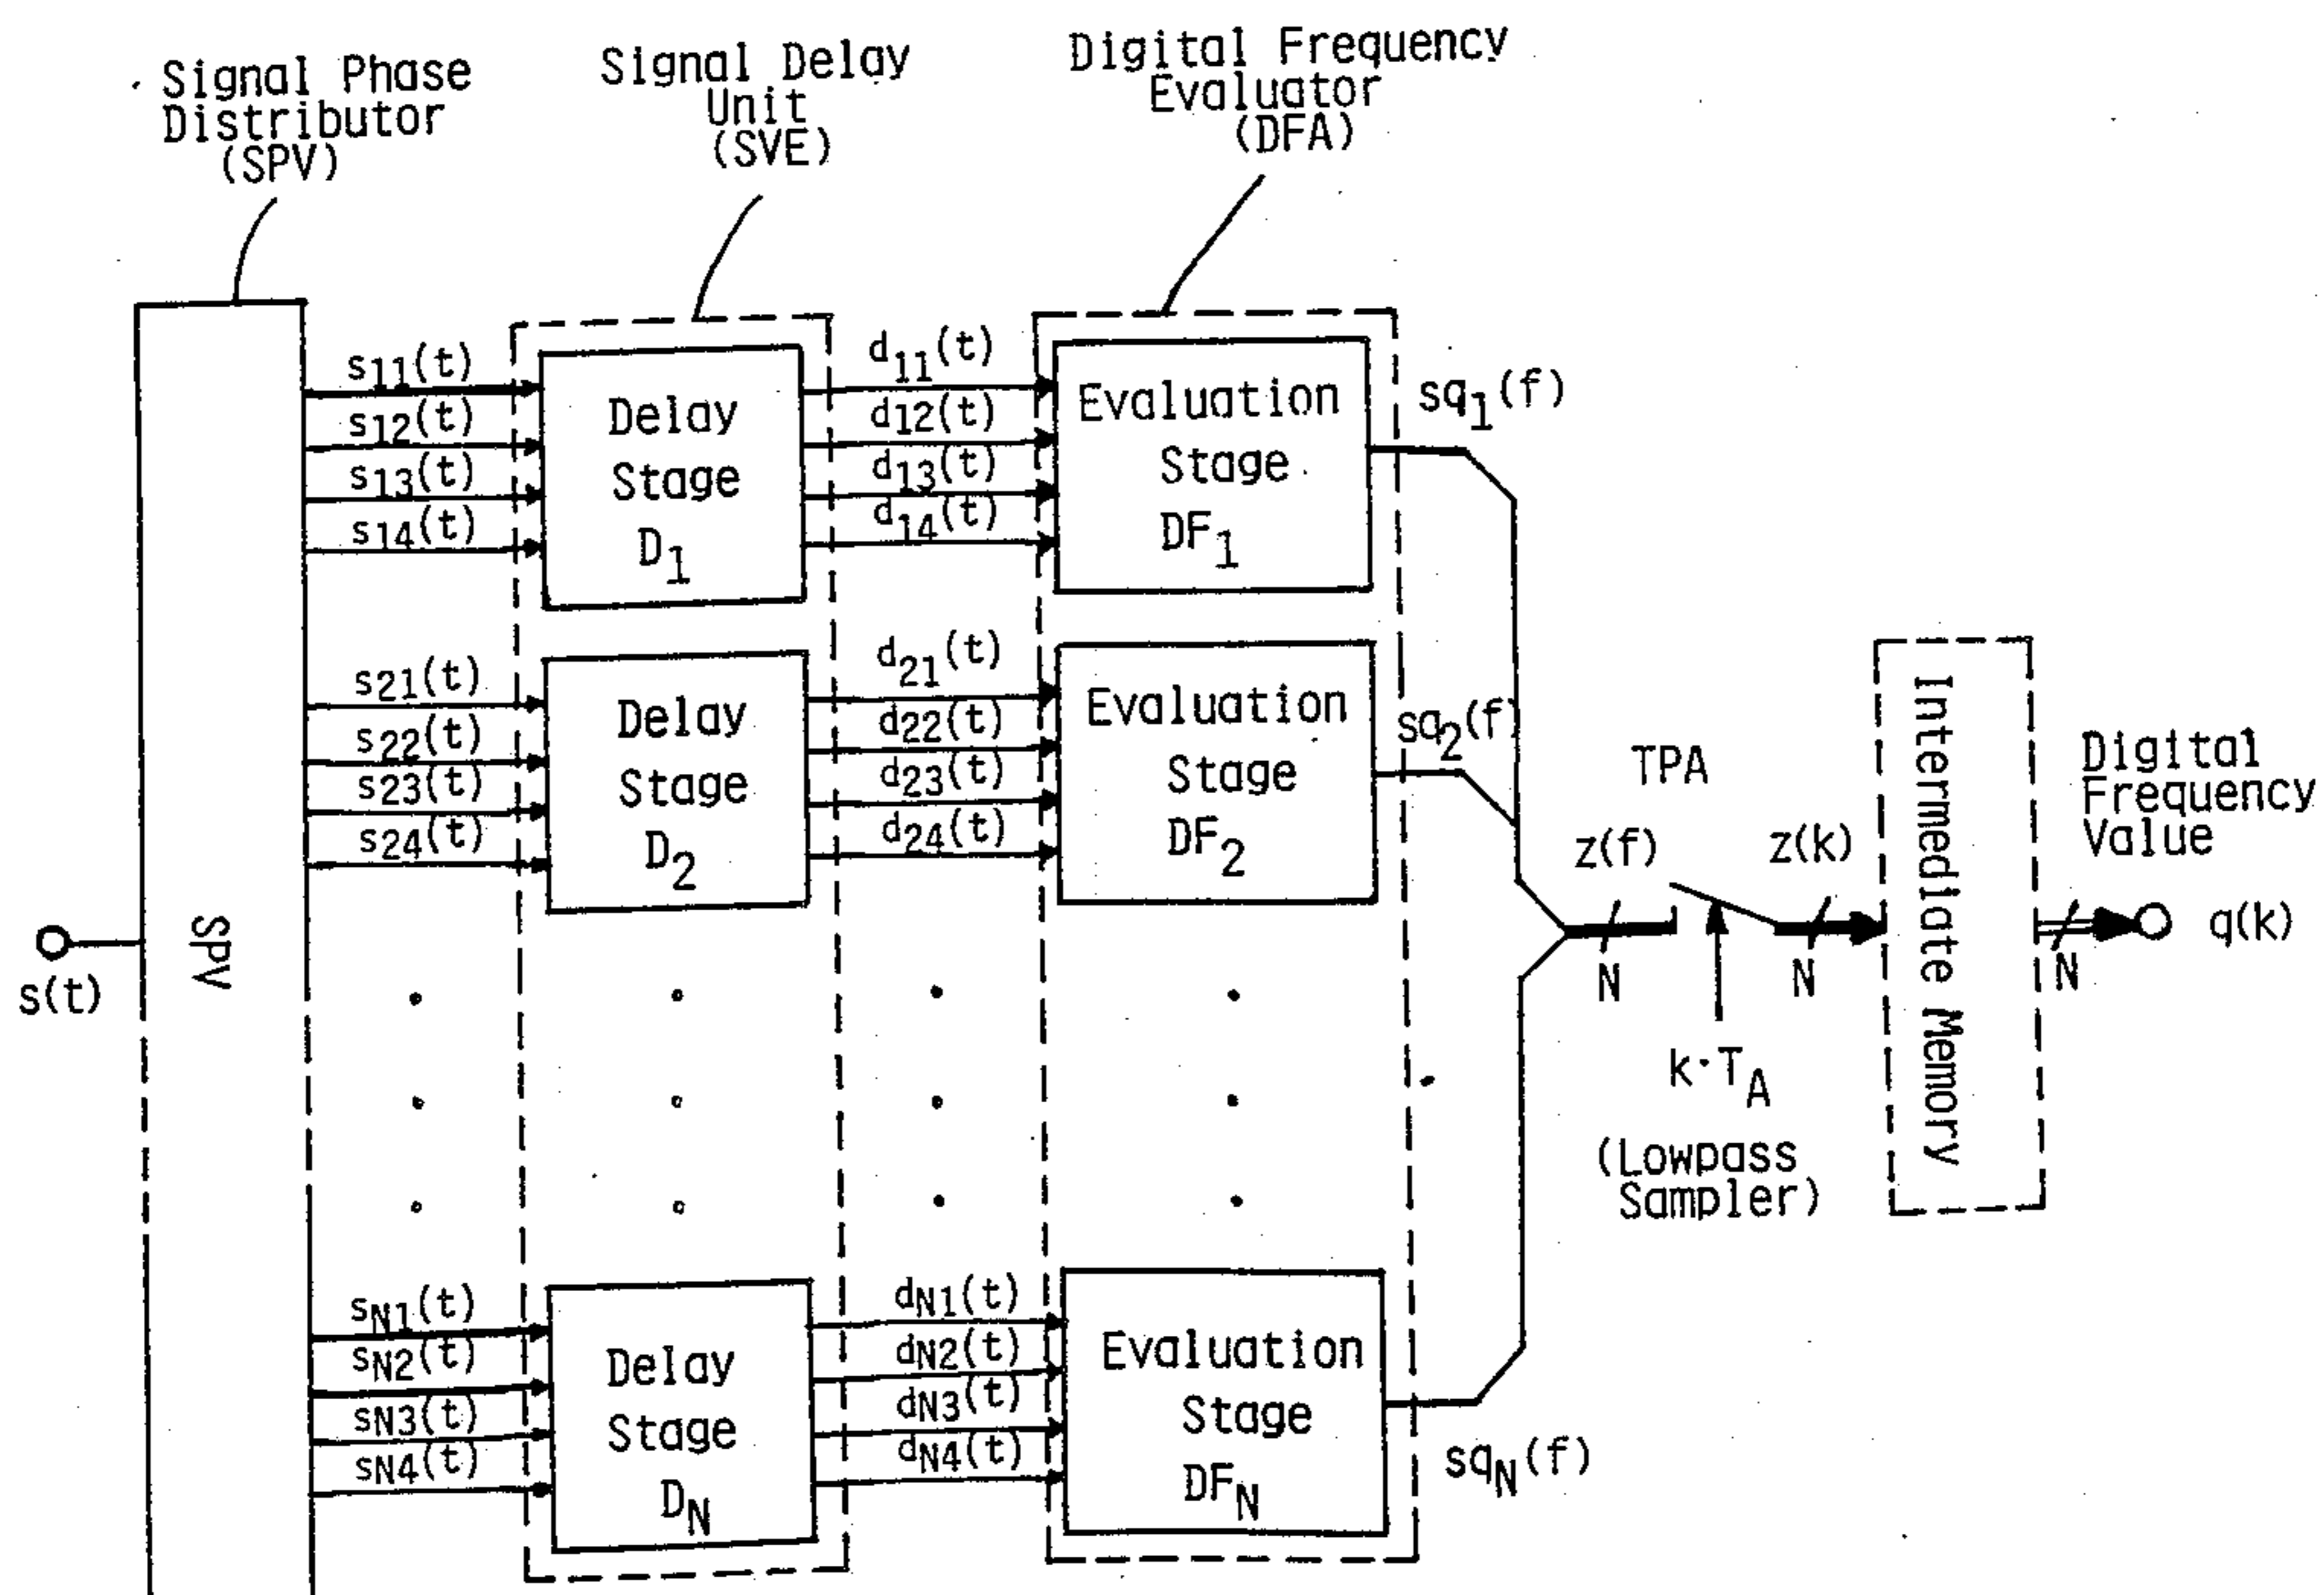 Signal Phase
Distributor
(SPV)
Signal Delay
Unit
(SVE)
Digital Frequency
Evaluator
(DFA)
s(t)
SPV
s11(t)
s12(t)
s13(t)
s14(t)
Delay
Stage
D1
d11(t)
d12(t)
d13(t)
d14(t)
Evaluation
Stage
DF1
sq1(f)
s21(t)
s22(t)
s23(t)
s24(t)
Delay
Stage
D2
d21(t)
d22(t)
d23(t)
d24(t)
Evaluation
Stage
DF2
sq2(f)
sN1(t)
sN2(t)
sN3(t)
sN4(t)
Delay
Stage
DN
dN1(t)
dN2(t)
dN3(t)
dN4(t)
Evaluation
Stage
DFN
sqN(f)
TPA
z(f)
z(k)
N
N
k·TA
(Lowpass
Sampler)
Intermediate Memory
Digital
Frequency
Value
N
q(k)